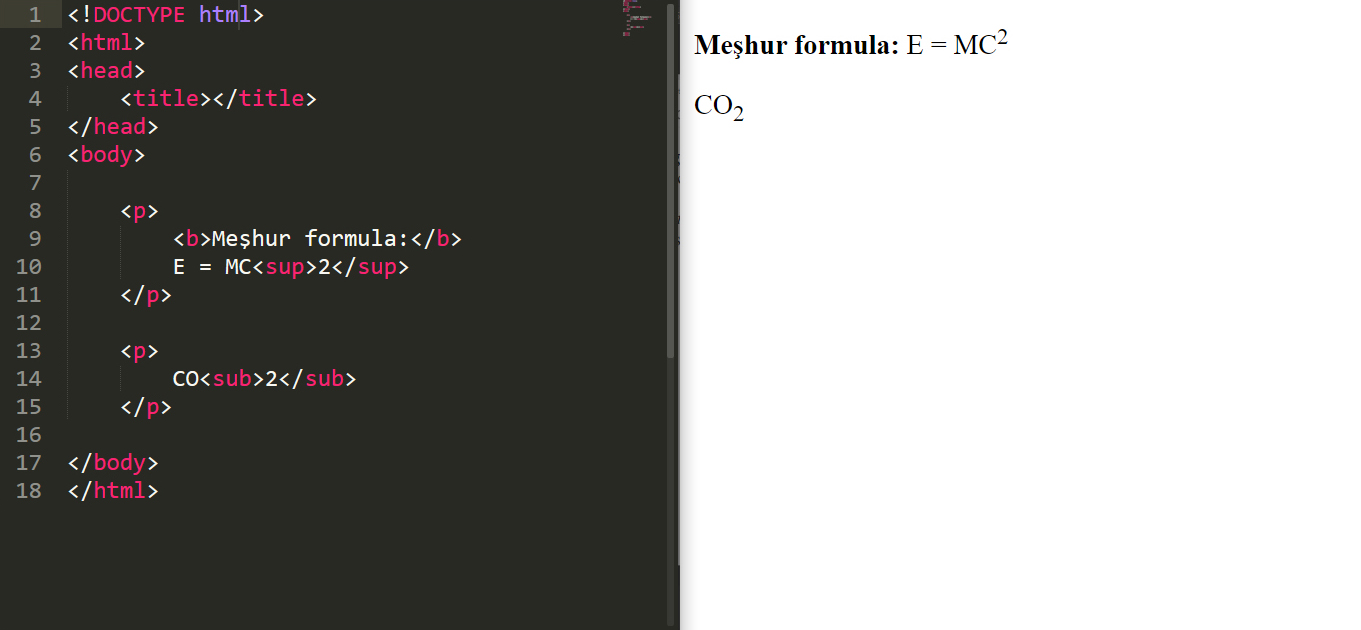 1 <!DOCTYPE html>
2 <html>
3 <head>
4     <title></title>
5 </head>
6 <body>
7
8     <p>
9         <b>Meşhur formula:</b>
10         E = MC<sup>2</sup>
11     </p>
12
13     <p>
14         CO<sub>2</sub>
15     </p>
16
17 </body>
18 </html>
Meşhur formula: E = MC²
CO₂